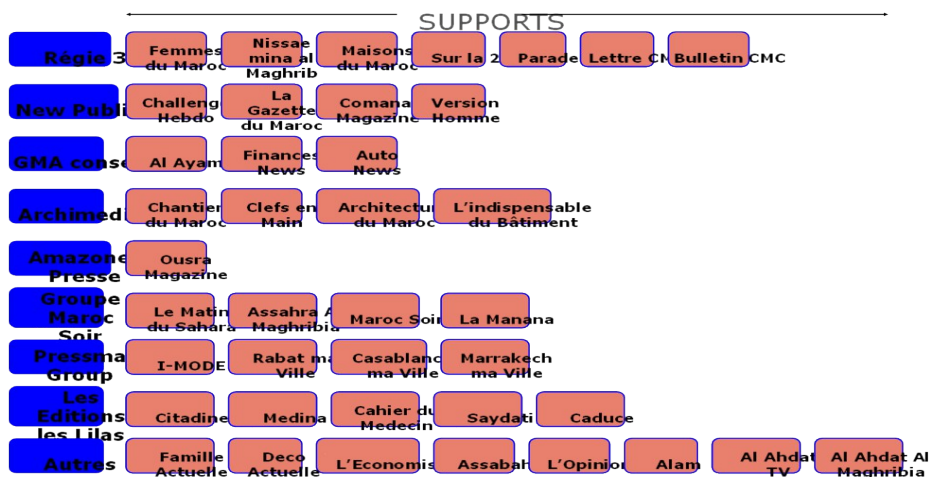 SUPPORTS
Régie 3
Femmes
du Maroc
Nissae
mina al
Maghrib
Maisons
du Maroc
Sur la 2
Parade
Lettre CM
Bulletin CMC
New Publi
Challeng
Hebdo
La
Gazette
du Maroc
Comana
Magazine
Version
Homme
GMA conse
Al Ayam
Finances
News
Auto
News
Archimedi
Chantier
du Maroc
Clefs en
Main
Architectur
du Maroc
L'indispensable
du Bâtiment
Amazone
Presse
Ousra
Magazine
Groupe
Maroc
Soir
Le Matin
du Sahara
Assahra A
Maghribia
Maroc Soir
La Manana
Pressma
Group
I-MODE
Rabat ma
Ville
Casablanc
ma Ville
Marrakech
ma Ville
Les
Editions
les Lilas
Citadine
Medina
Cahier du
Medecin
Saydati
Caduce
Autres
Famille
Actuelle
Deco
Actuelle
L'Economis
Assabah
L'Opinion
Alam
Al Ahdat
TV
Al Ahdat Al
Maghribia